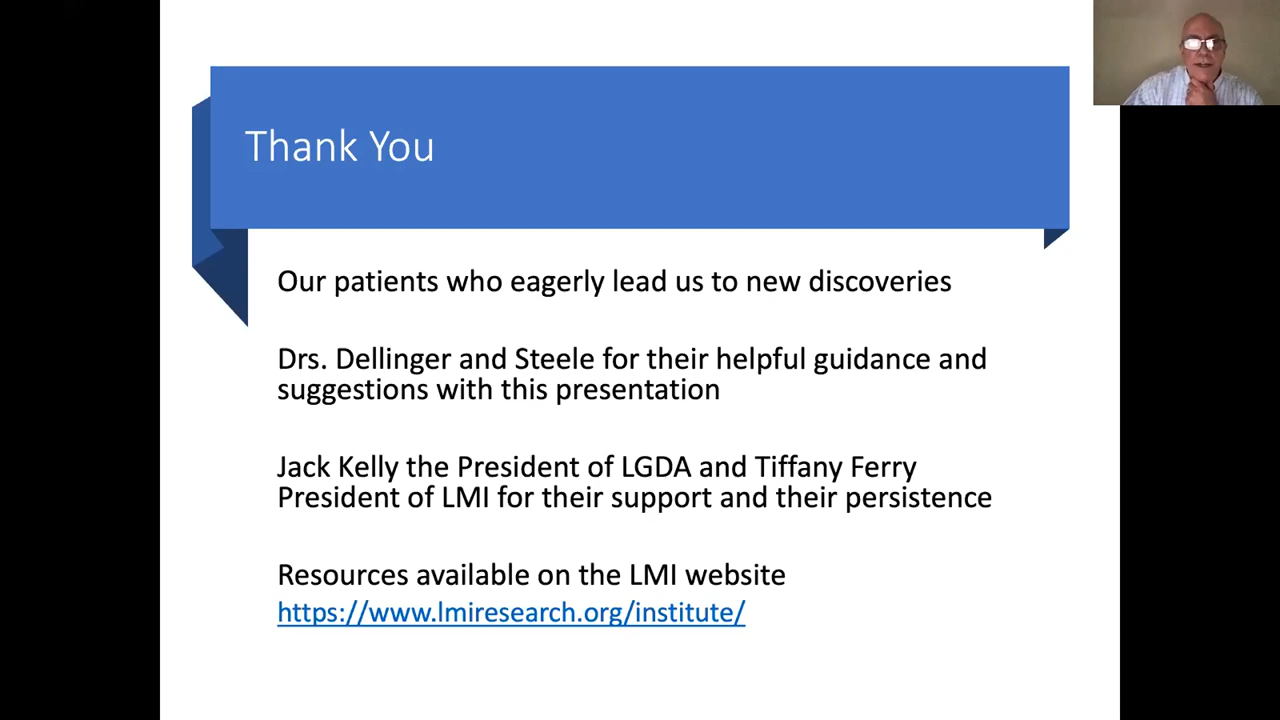 Thank You
Our patients who eagerly lead us to new discoveries
Drs. Dellinger and Steele for their helpful guidance and
suggestions with this presentation
Jack Kelly the President of LGDA and Tiffany Ferry
President of LMI for their support and their persistence
Resources available on the LMI website
https://www.lmiresearch.org/institute/